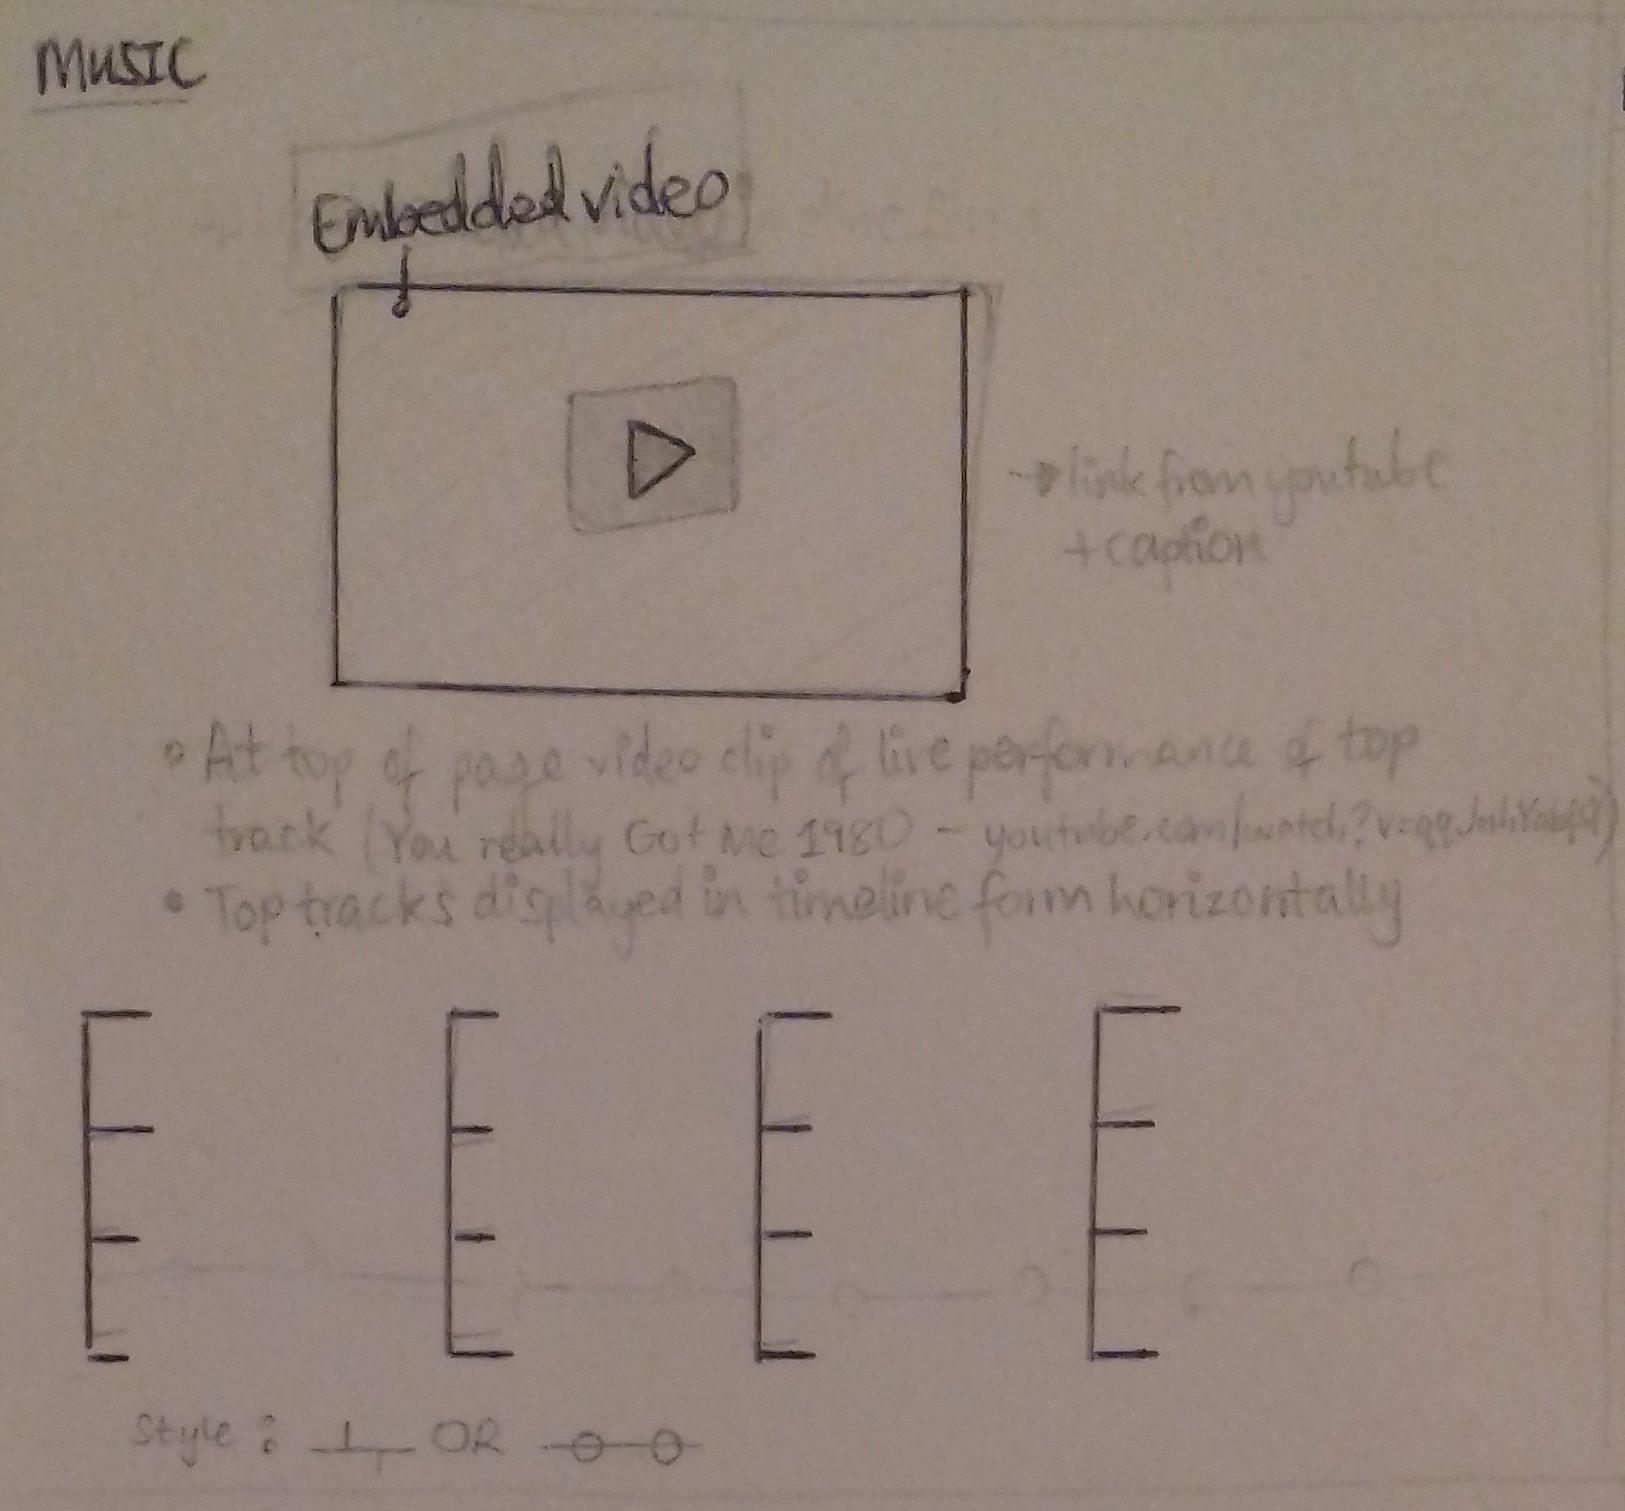 MUSIC
Embedded video
link from youtube
+ caption
At top of page video clip of live performance of top
track (You really Got Me 1980 - youtube.com/watch?v=
Top tracks displayed in timeline form horizontally
Style: OR